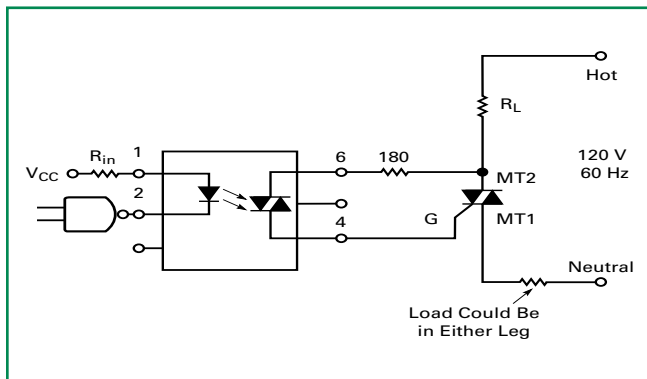 Hot
R_L
120 V
60 Hz
V_CC
R_in
1
2
6
180
4
G
MT2
MT1
Neutral
Load Could Be
in Either Leg